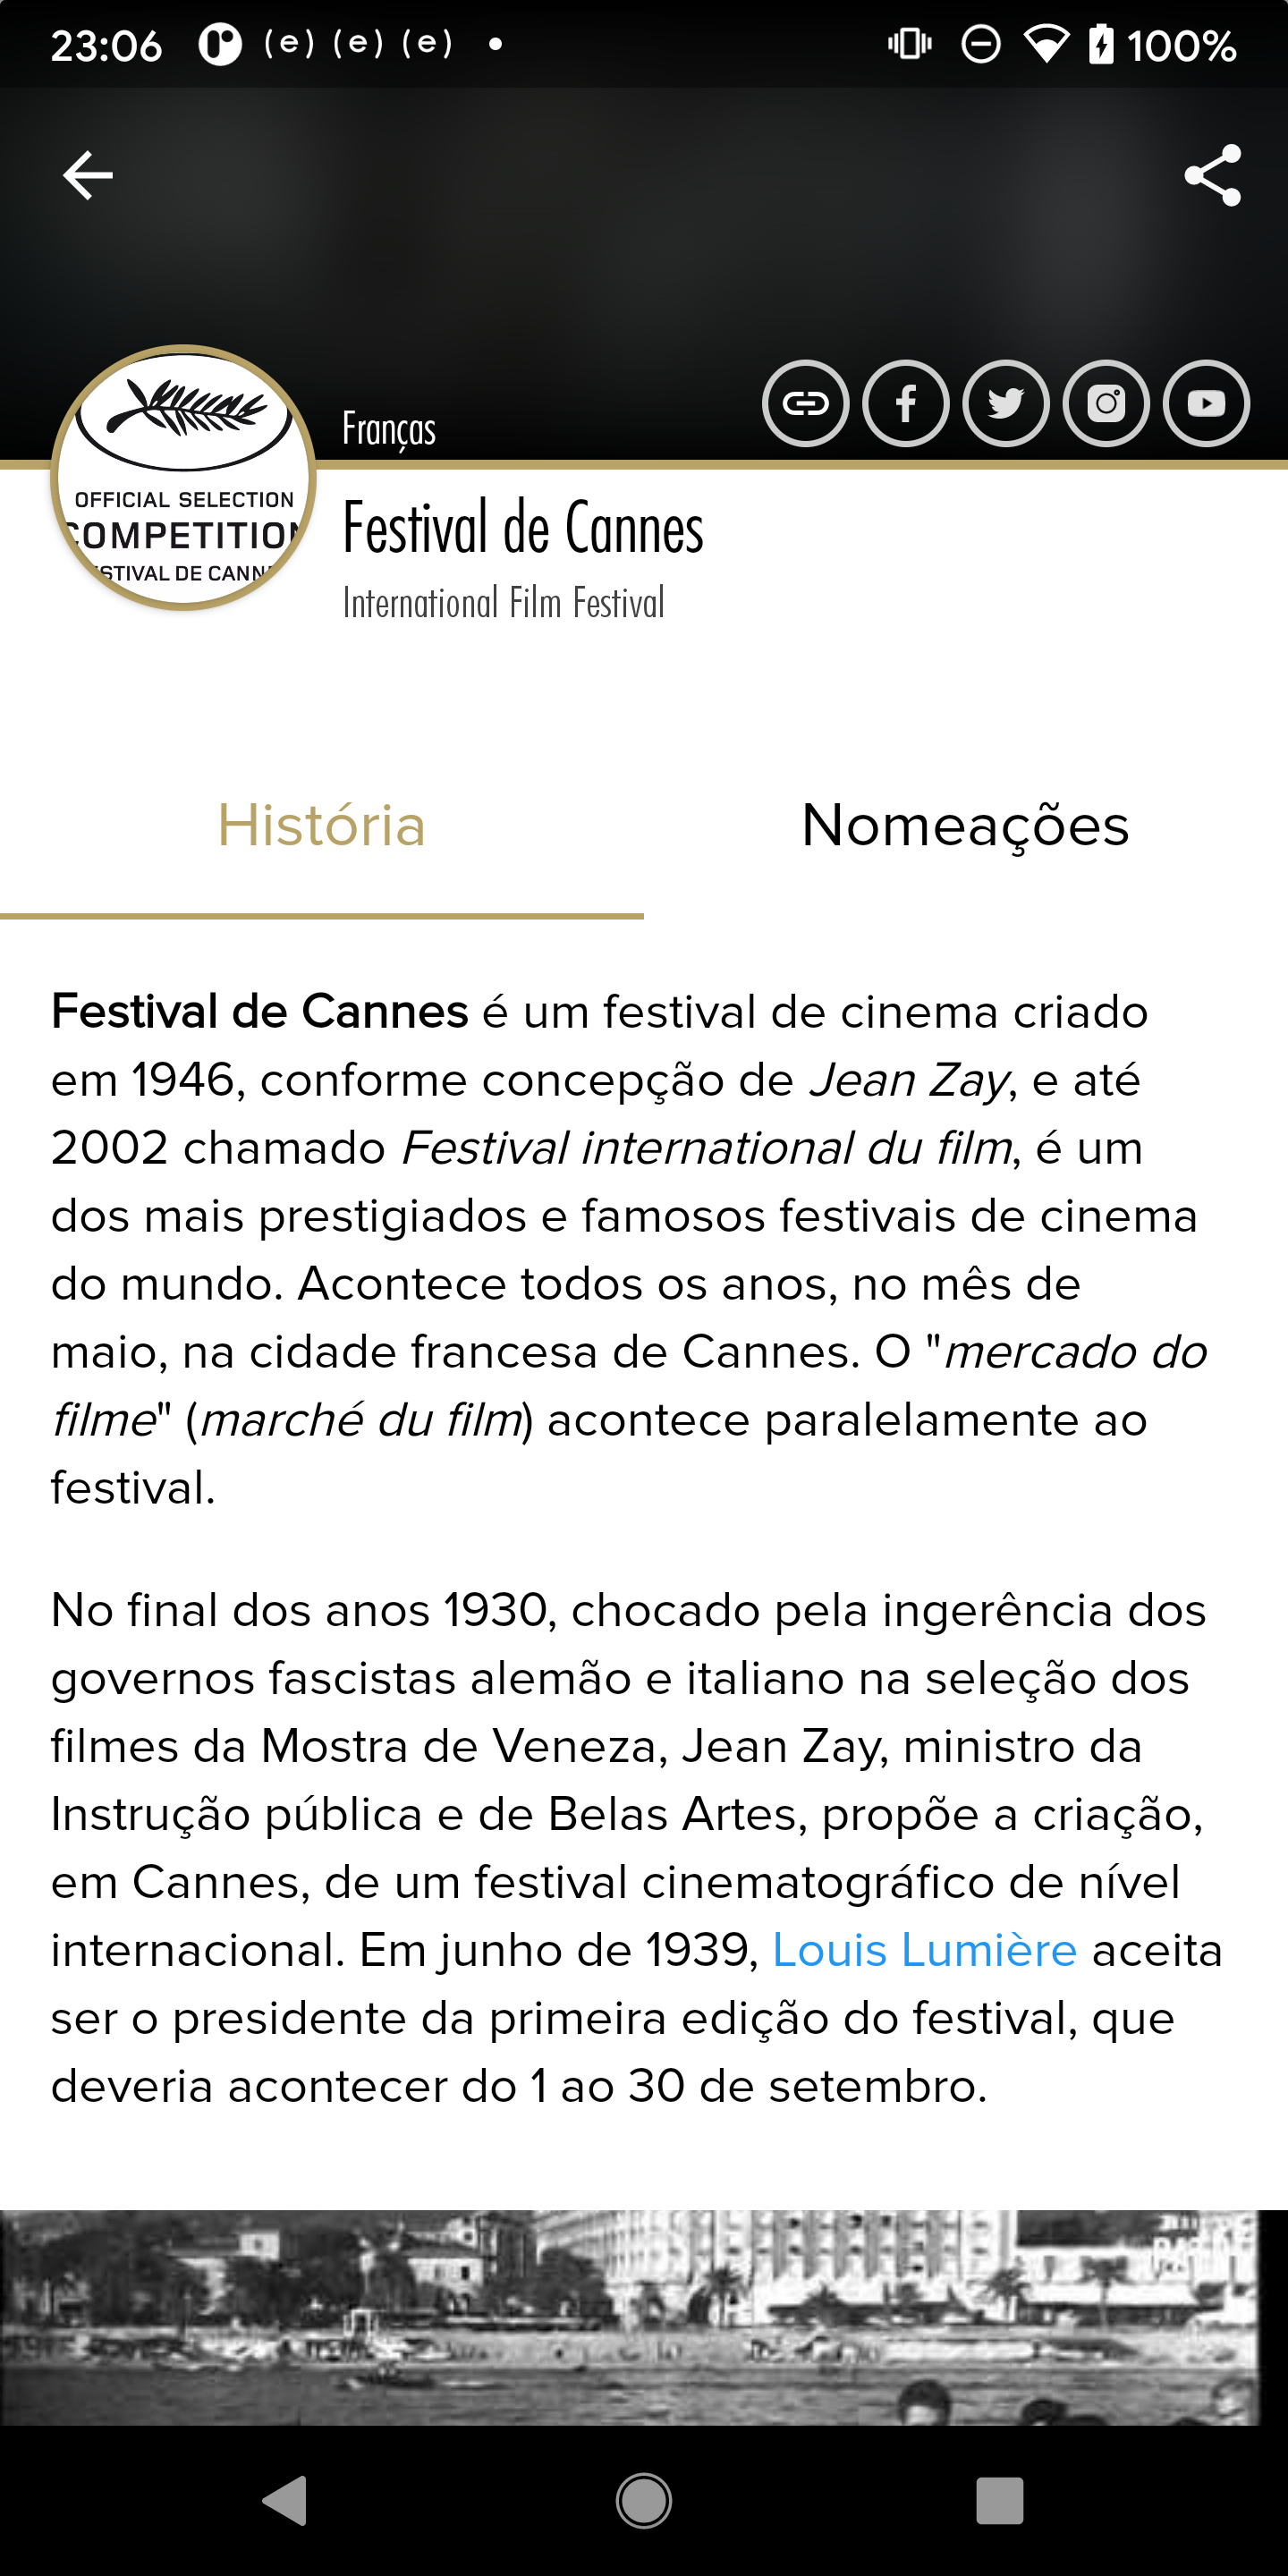 23:06 (e) (e) (e) • 100%
OFFICIAL SELECTION
COMPETITION
FESTIVAL DE CANNES
Franças
Festival de Cannes
International Film Festival
História Nomeações
Festival de Cannes é um festival de cinema criado
em 1946, conforme concepção de Jean Zay, e até
2002 chamado Festival international du film, é um
dos mais prestigiados e famosos festivais de cinema
do mundo. Acontece todos os anos, no mês de
maio, na cidade francesa de Cannes. O "mercado do
filme" (marché du film) acontece paralelamente ao
festival.
No final dos anos 1930, chocado pela ingerência dos
governos fascistas alemão e italiano na seleção dos
filmes da Mostra de Veneza, Jean Zay, ministro da
Instrução pública e de Belas Artes, propõe a criação,
em Cannes, de um festival cinematográfico de nível
internacional. Em junho de 1939, Louis Lumière aceita
ser o presidente da primeira edição do festival, que
deveria acontecer do 1 ao 30 de setembro.